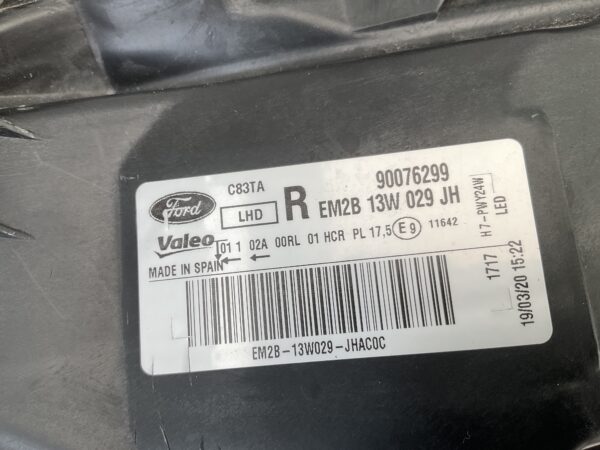 C83TA
90076299
Ford
LHD
R
EM2B 13W 029 JH
Valeo
01 1 02A 00RL 01 HCR PL 17,5 E9 11642
MADE IN SPAIN
EM2B-13W029-JHAC0C
1717 H7-PWY24W
LED
19/03/20 15:22